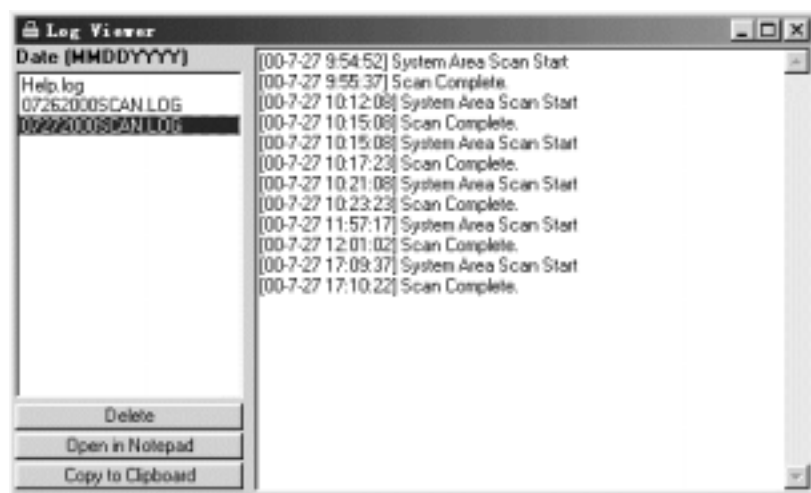 Log Viewer
Date (MMDDYYYY)
Help.log
07262000SCAN.LOG
07272000SCAN.LOG
Delete
Open in Notepad
Copy to Clipboard
[00-7-27 9:54:52] System Area Scan Start
[00-7-27 9:55:37] Scan Complete.
[00-7-27 10:12:08] System Area Scan Start
[00-7-27 10:15:08] Scan Complete.
[00-7-27 10:15:08] System Area Scan Start
[00-7-27 10:17:23] Scan Complete.
[00-7-27 10:21:08] System Area Scan Start
[00-7-27 10:23:23] Scan Complete.
[00-7-27 11:57:17] System Area Scan Start
[00-7-27 12:01:02] Scan Complete.
[00-7-27 17:09:37] System Area Scan Start
[00-7-27 17:10:22] Scan Complete.